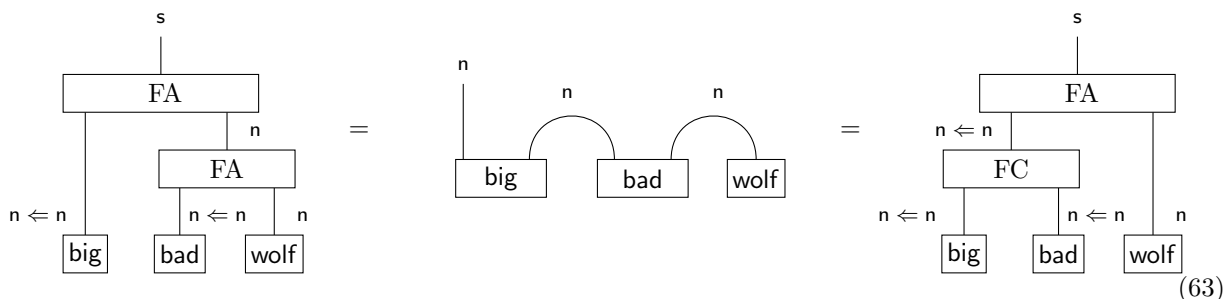 s n s
FA n n FA
n = = n ⇐ n
FA big bad wolf FC
n ⇐ n n ⇐ n n n ⇐ n n ⇐ n n
big bad wolf big bad wolf
(63)